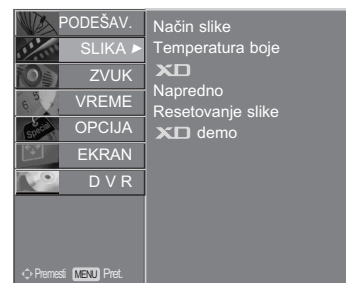 PODEŠAV.
SLIKA
ZVUK
VREME
OPCIJA
EKRAN
D V R
Način slike
Temperatura boje
XD
Napredno
Resetovanje slike
XD demo
Premesti MENU Pret.